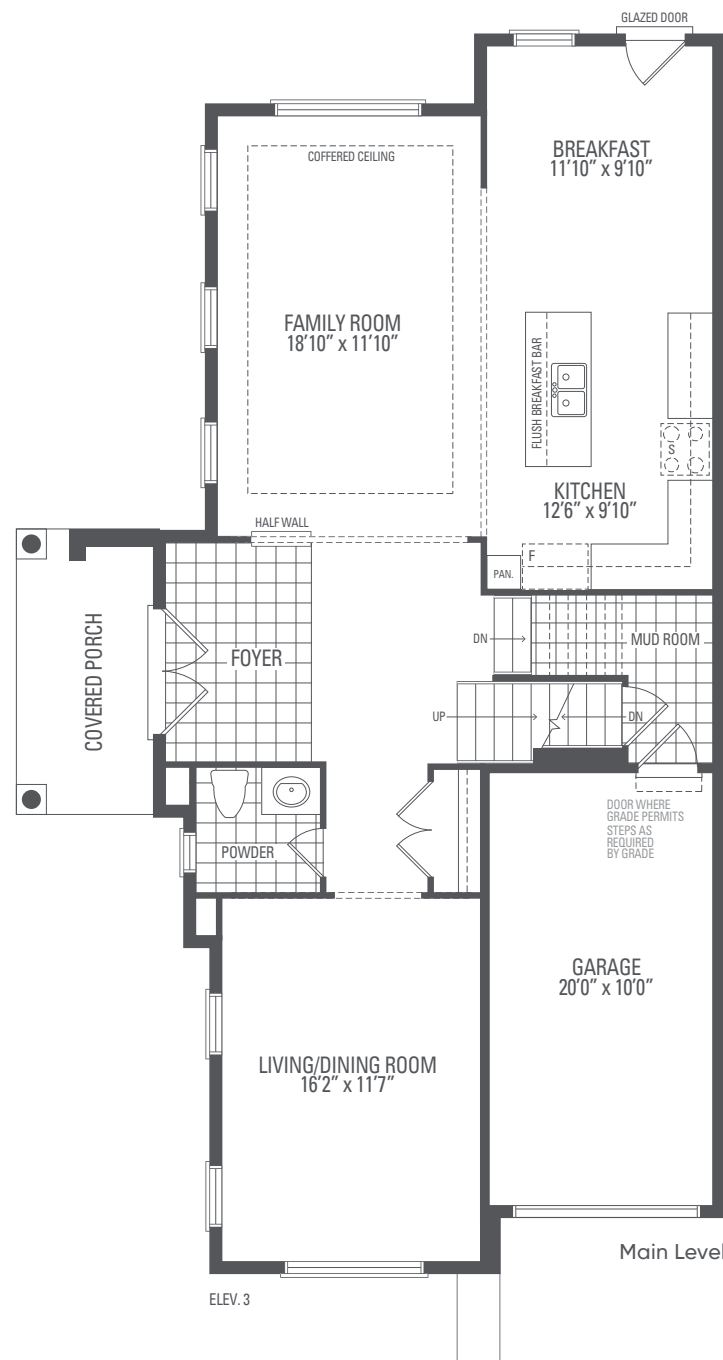 GLAZED DOOR
BREAKFAST
11'10" x 9'10"
COFFERED CEILING
FAMILY ROOM
18'10" x 11'10"
FLUSH BREAKFAST BAR
S
KITCHEN
12'6" x 9'10"
HALF WALL
F
PAN.
COVERED PORCH
FOYER
DN
MUD ROOM
UP
DN
DOOR WHERE
GRADE PERMITS
STEPS AS
REQUIRED
BY GRADE
POWDER
GARAGE
20'0" x 10'0"
LIVING/DINING ROOM
16'2" x 11'7"
Main Level
ELEV. 3